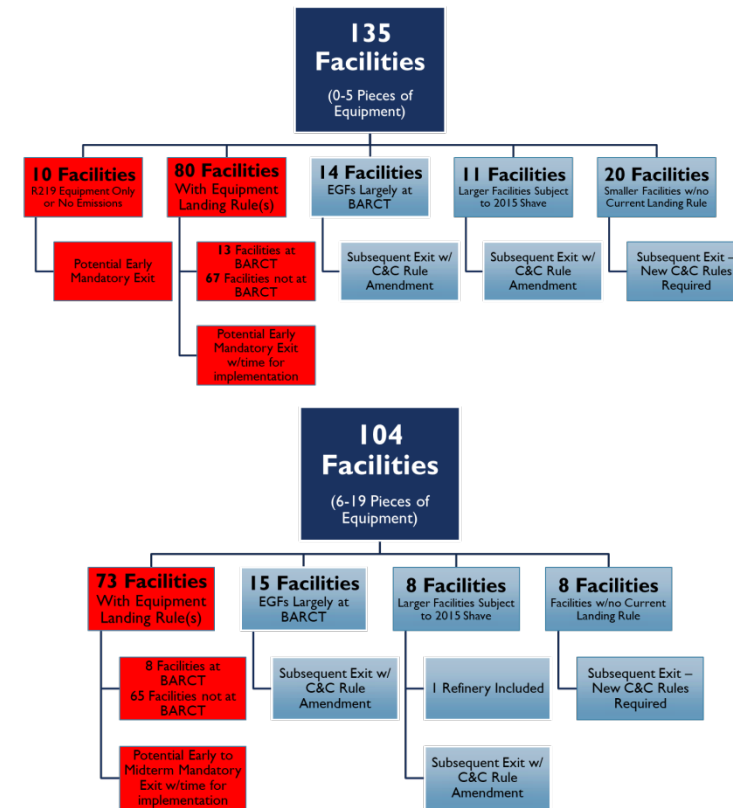 135
Facilities
(0-5 Pieces of
Equipment)
10 Facilities
R219 Equipment Only
or No Emissions
80 Facilities
With Equipment
Landing Rule(s)
14 Facilities
EGFs Largely at
BARCT
11 Facilities
Larger Facilities Subject
to 2015 Shave
20 Facilities
Smaller Facilities w/no
Current Landing Rule
Potential Early
Mandatory Exit
13 Facilities at
BARCT
67 Facilities not at
BARCT
Subsequent Exit w/
C&C Rule
Amendment
Subsequent Exit w/
C&C Rule
Amendment
Subsequent Exit –
New C&C Rules
Required
Potential Early
Mandatory Exit
w/time for
implementation
104
Facilities
(6-19 Pieces of
Equipment)
73 Facilities
With Equipment
Landing Rule(s)
15 Facilities
EGFs Largely at
BARCT
8 Facilities
Larger Facilities Subject
to 2015 Shave
8 Facilities
Facilities w/no Current
Landing Rule
8 Facilities at
BARCT
65 Facilities not at
BARCT
Subsequent Exit w/
C&C Rule
Amendment
1 Refinery Included
Subsequent Exit –
New C&C Rules
Required
Potential Early to
Midterm Mandatory
Exit w/time for
implementation
Subsequent Exit w/
C&C Rule
Amendment